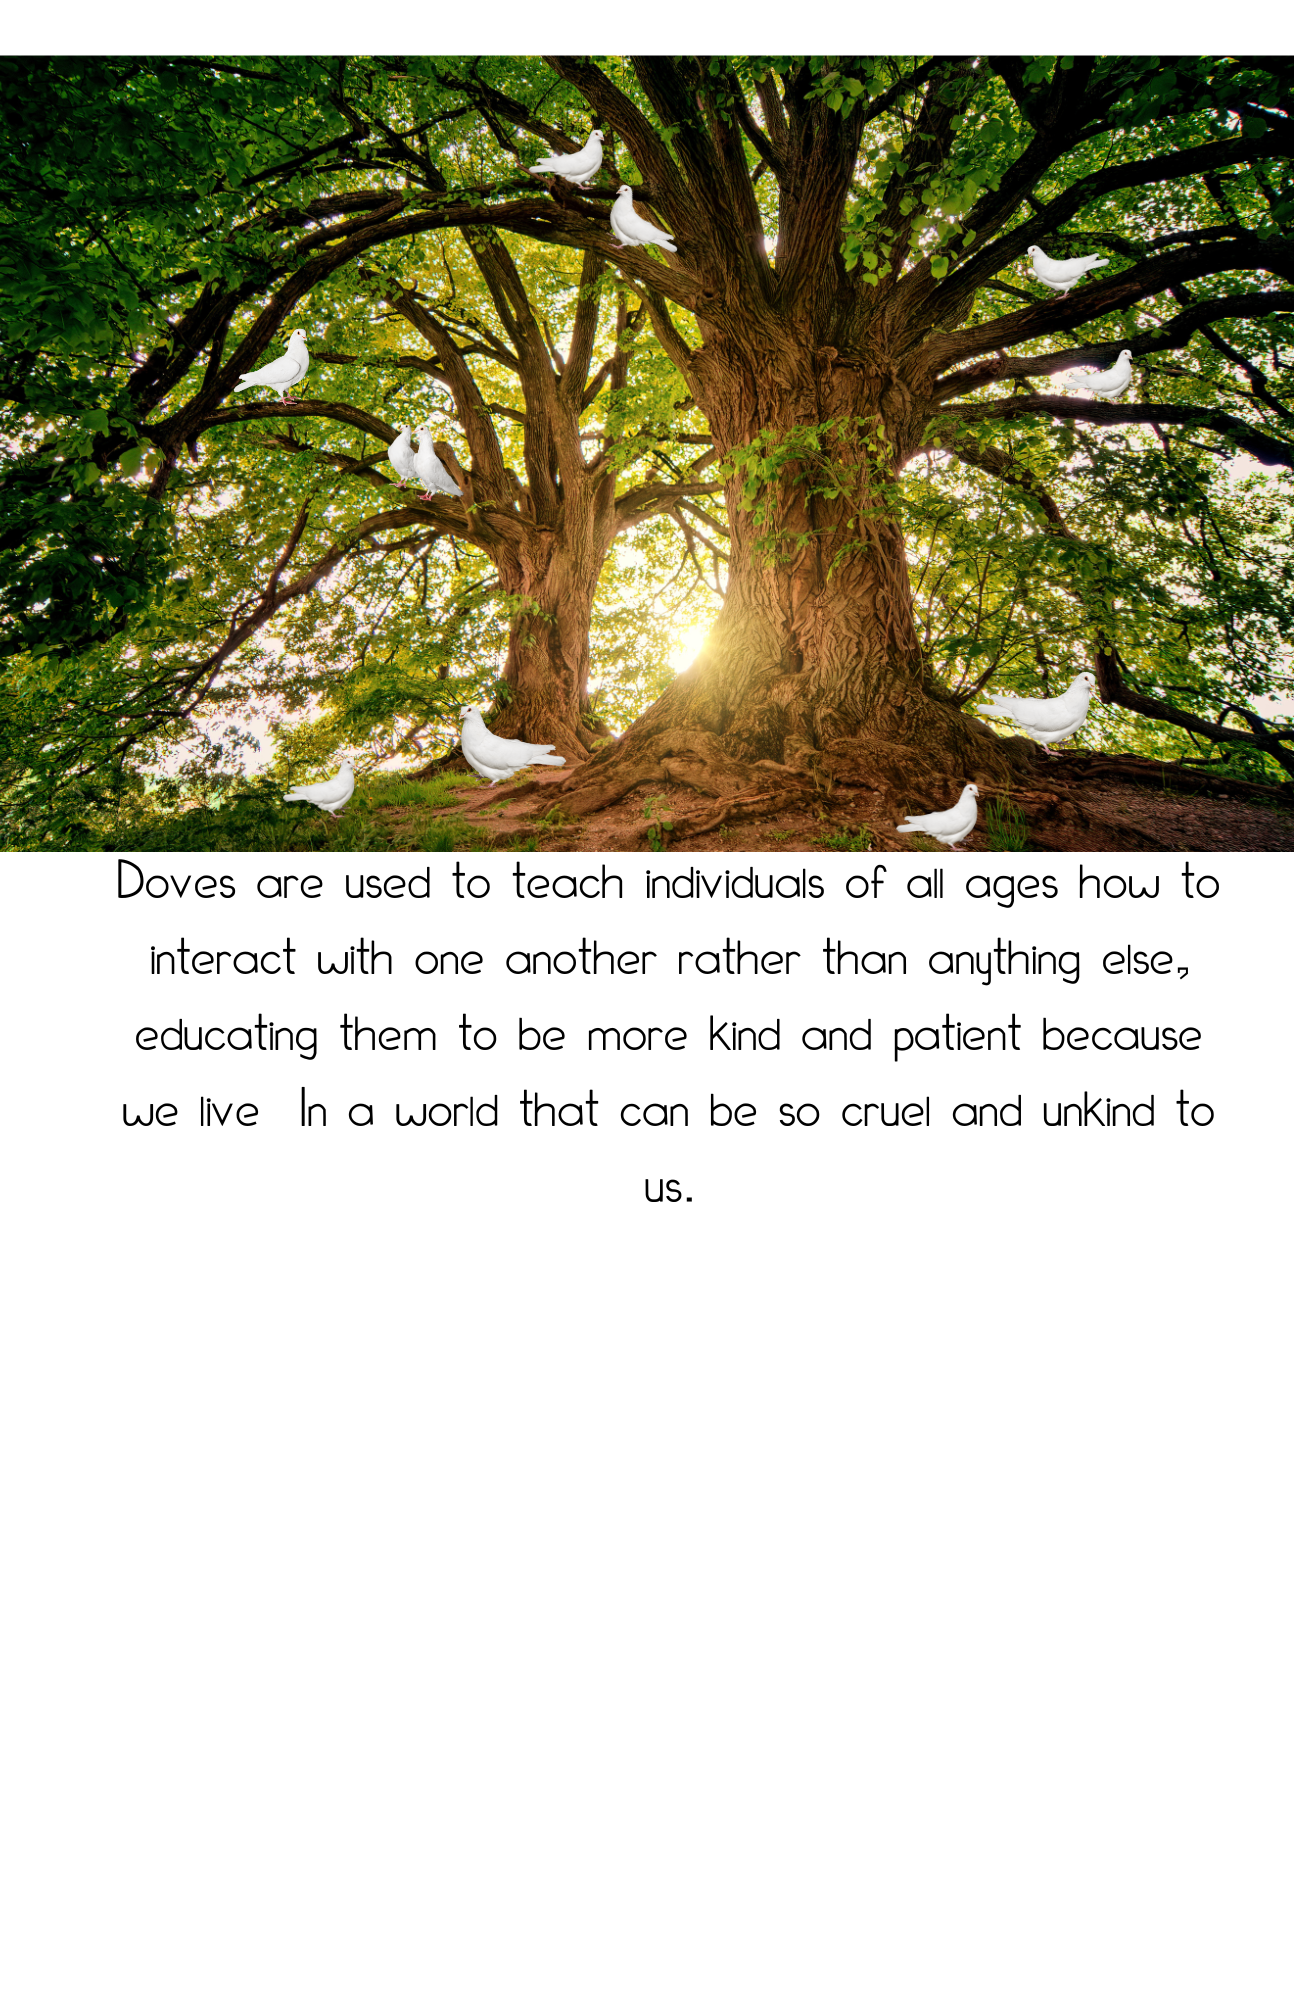 Doves are used to teach individuals of all ages how to
interact with one another rather than anything else,
educating them to be more kind and patient because
we live  In a world that can be so cruel and unkind to
us.